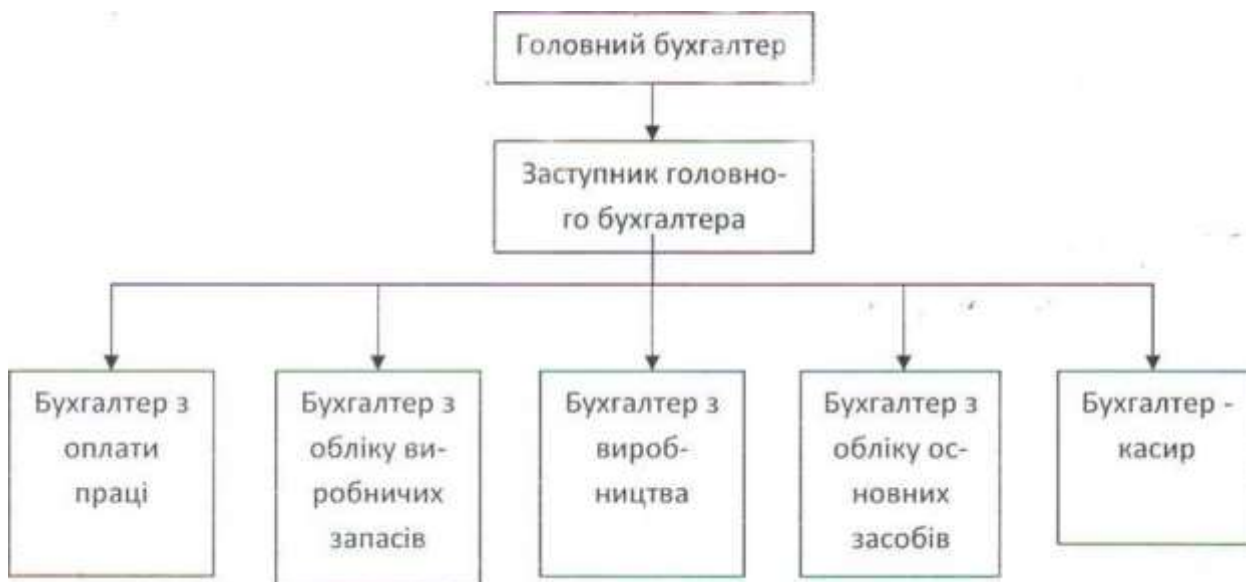 Головний бухгалтер
Заступник головно-
го бухгалтера
Бухгалтер з
оплати
праці
Бухгалтер з
обліку ви-
робничих
запасів
Бухгалтер з
вироб-
ництва
Бухгалтер з
обліку ос-
новних
засобів
Бухгалтер -
касир